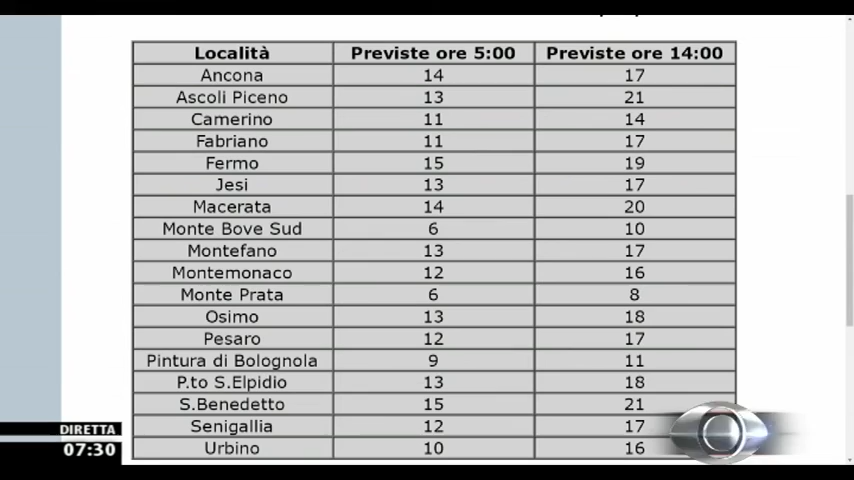 Località Previste ore 5:00 Previste ore 14:00
Ancona 14 17
Ascoli Piceno 13 21
Camerino 11 14
Fabriano 11 17
Fermo 15 19
Jesi 13 17
Macerata 14 20
Monte Bove Sud 6 10
Montefano 13 17
Montemonaco 12 16
Monte Prata 6 8
Osimo 13 18
Pesaro 12 17
Pintura di Bolognola 9 11
P.to S.Elpidio 13 18
S.Benedetto 15 21
Senigallia 12 17
Urbino 10 16
DIRETTA
07:30